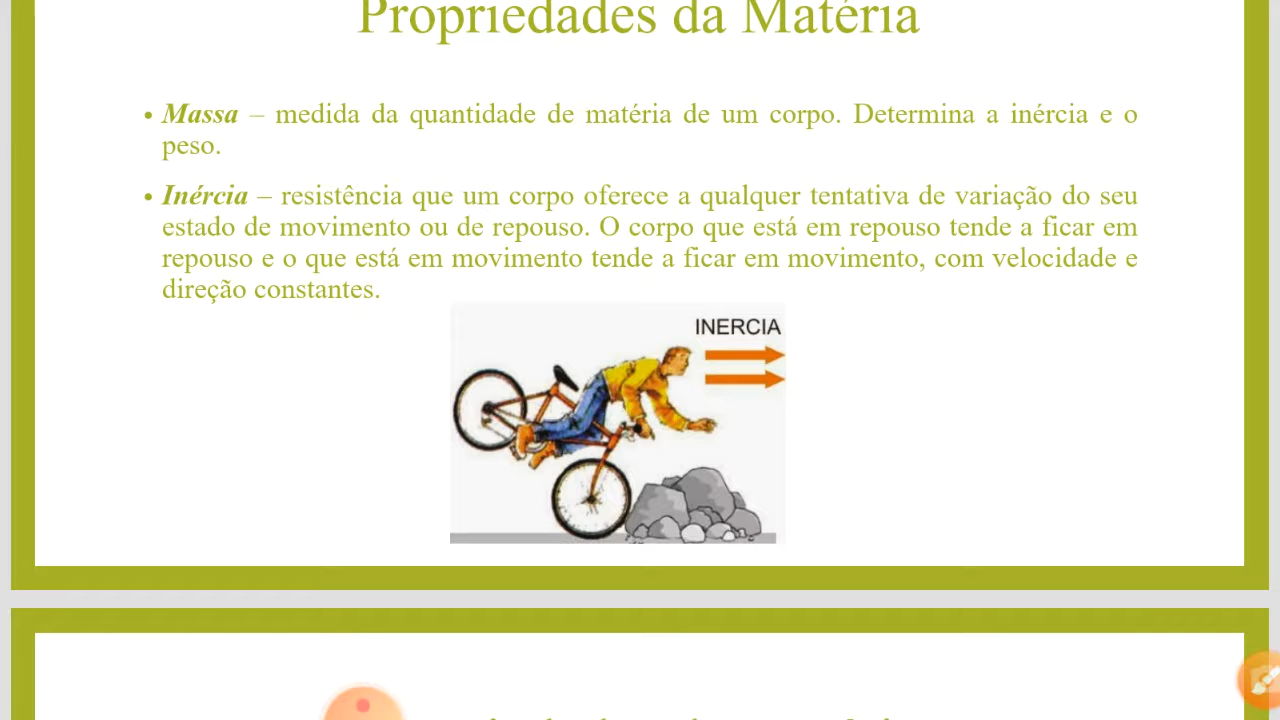 Propriedades da Matéria
• Massa – medida da quantidade de matéria de um corpo. Determina a inércia e o
peso.
• Inércia – resistência que um corpo oferece a qualquer tentativa de variação do seu
estado de movimento ou de repouso. O corpo que está em repouso tende a ficar em
repouso e o que está em movimento tende a ficar em movimento, com velocidade e
direção constantes.
INERCIA